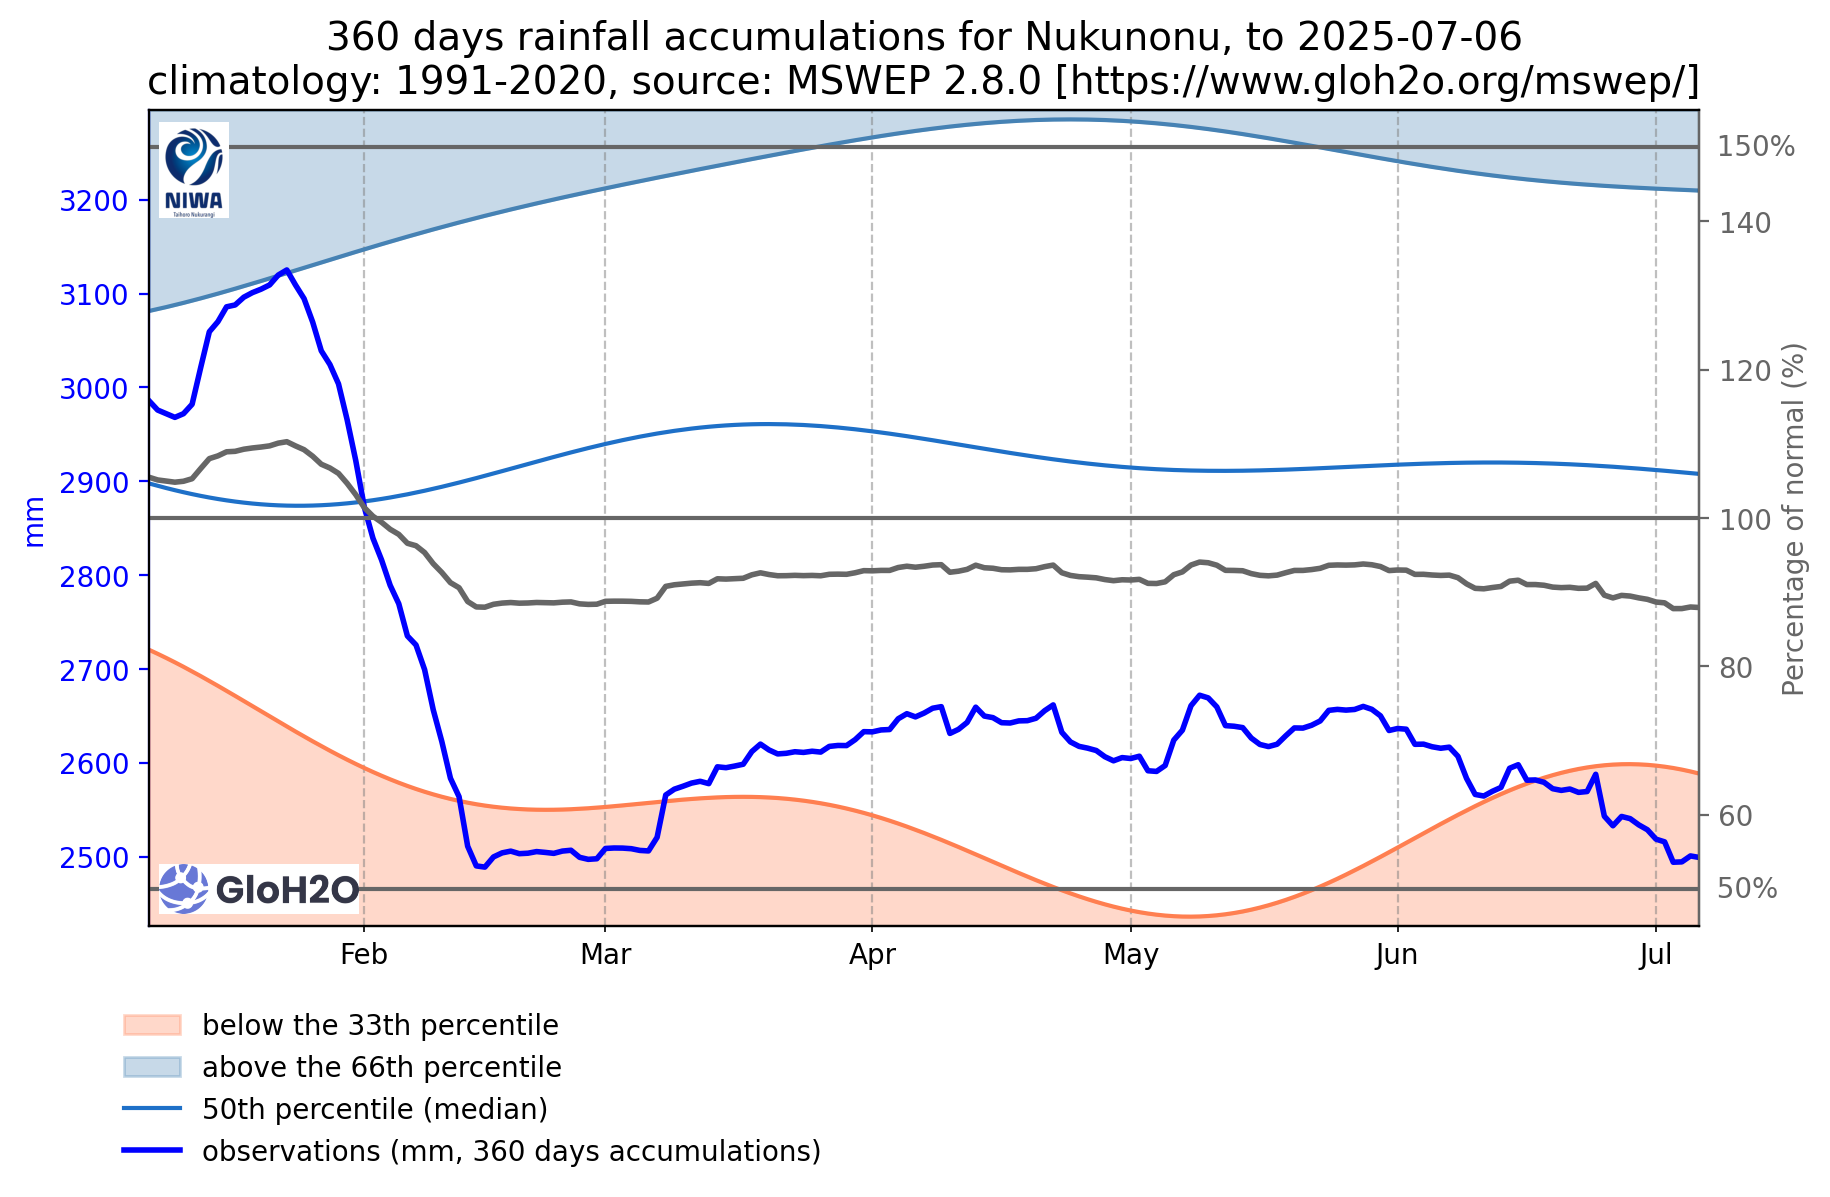 360 days rainfall accumulations for Nukunonu, to 2025-07-06
climatology: 1991-2020, source: MSWEP 2.8.0 [https://www.gloh2o.org/mswep/]
NIWA
Taihoro Nukurangi
3200
3100
3000
2900
2800
2700
2600
2500
mm
150%
140
120
100
80
60
50%
Percentage of normal (%)
GloH2O
Feb
Mar
Apr
May
Jun
Jul
below the 33th percentile
above the 66th percentile
50th percentile (median)
observations (mm, 360 days accumulations)